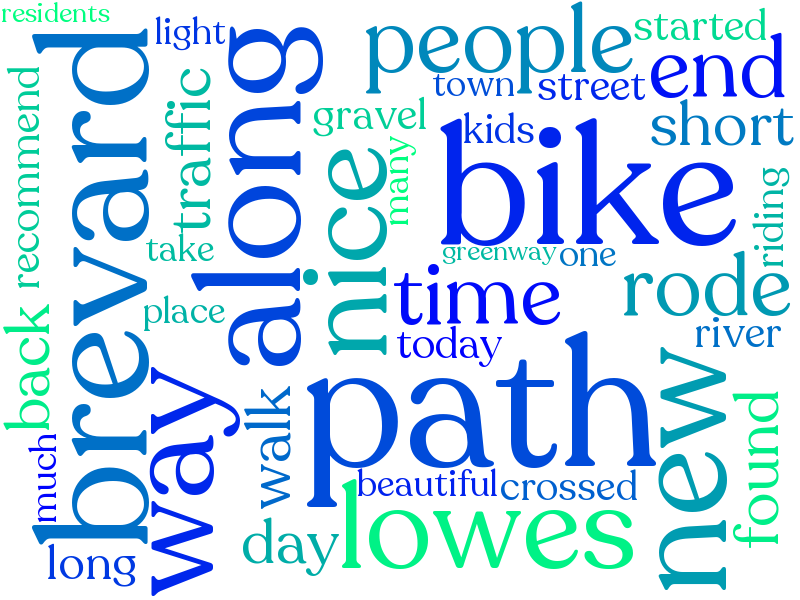 residents
light
people
started
town
street
end
recommend
brevard
traffic
along
gravel
kids
short
many
nice
bike
take
greenway
one
riding
place
time
rode
today
river
back
way
walk
path
new
found
much
beautiful
crossed
long
day
lowes